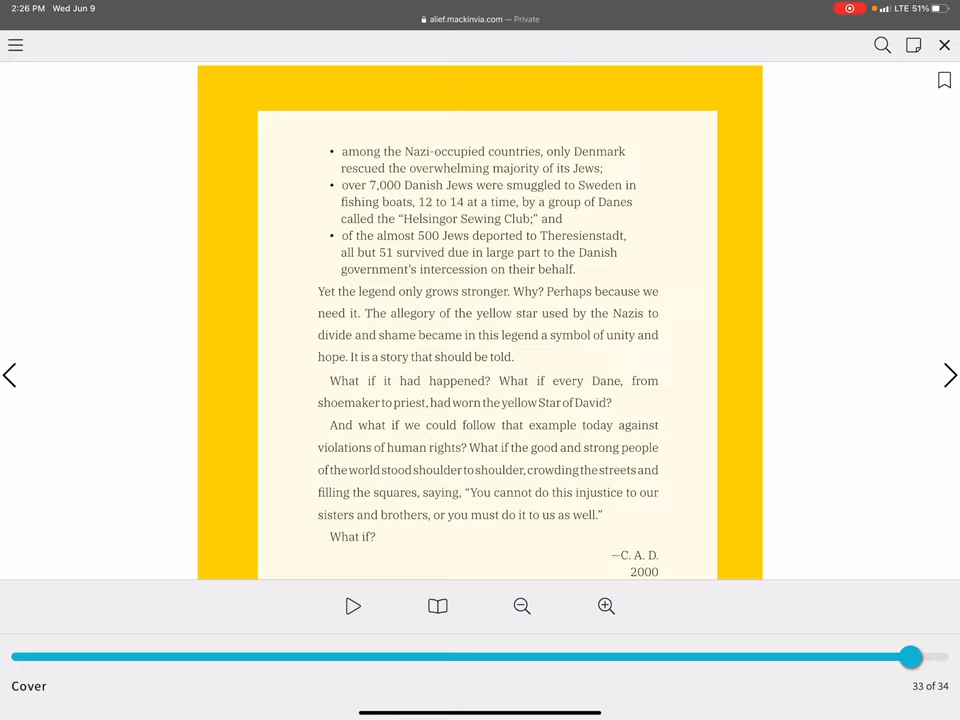 2:26 PM Wed Jun 9
LTE 51%
alief.mackinvia.com — Private
• among the Nazi-occupied countries, only Denmark
rescued the overwhelming majority of its Jews;
• over 7,000 Danish Jews were smuggled to Sweden in
fishing boats, 12 to 14 at a time, by a group of Danes
called the “Helsingor Sewing Club;” and
• of the almost 500 Jews deported to Theresienstadt,
all but 51 survived due in large part to the Danish
government’s intercession on their behalf.
Yet the legend only grows stronger. Why? Perhaps because we
need it. The allegory of the yellow star used by the Nazis to
divide and shame became in this legend a symbol of unity and
hope. It is a story that should be told.
What if it had happened? What if every Dane, from
shoemaker to priest, had worn the yellow Star of David?
And what if we could follow that example today against
violations of human rights? What if the good and strong people
of the world stood shoulder to shoulder, crowding the streets and
filling the squares, saying, “You cannot do this injustice to our
sisters and brothers, or you must do it to us as well.”
What if?
—C. A. D.
2000
Cover
33 of 34